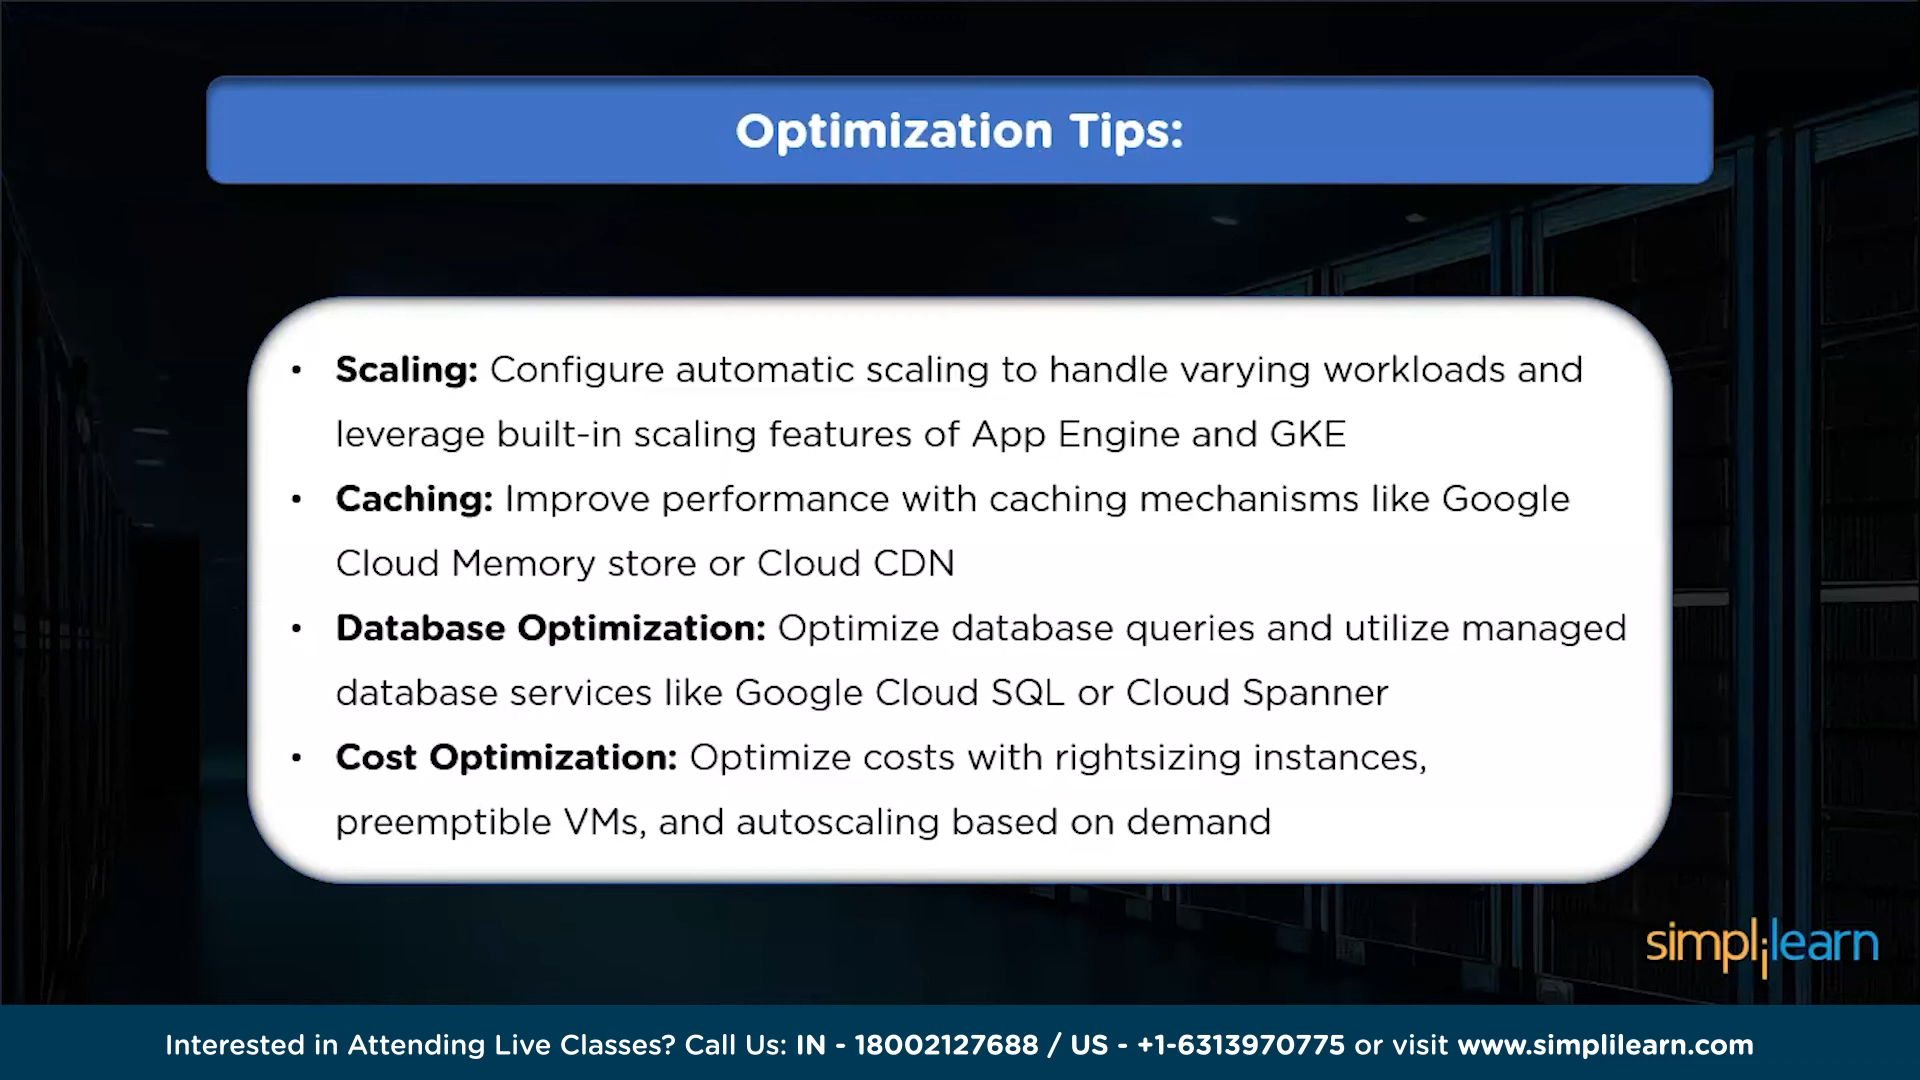 Optimization Tips:
• Scaling: Configure automatic scaling to handle varying workloads and
leverage built-in scaling features of App Engine and GKE
• Caching: Improve performance with caching mechanisms like Google
Cloud Memory store or Cloud CDN
• Database Optimization: Optimize database queries and utilize managed
database services like Google Cloud SQL or Cloud Spanner
• Cost Optimization: Optimize costs with rightsizing instances,
preemptible VMs, and autoscaling based on demand
simplilearn
Interested in Attending Live Classes? Call Us: IN - 18002127688 / US - +1-6313970775 or visit www.simplilearn.com